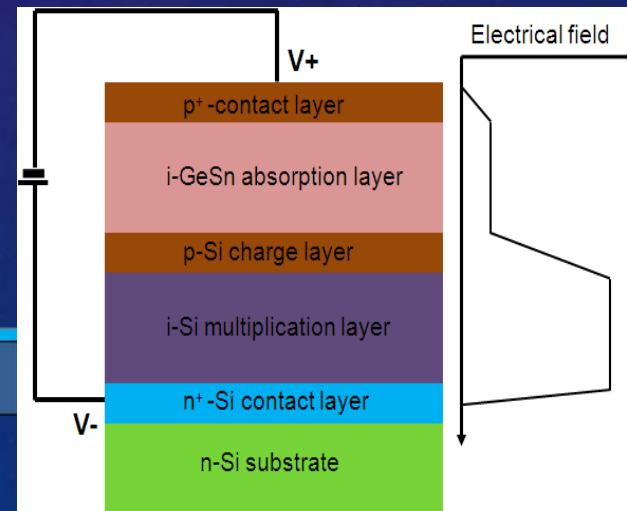 Electrical field
V+
p⁺-contact layer
i-GeSn absorption layer
p-Si charge layer
i-Si multiplication layer
n⁺-Si contact layer
V-
n-Si substrate